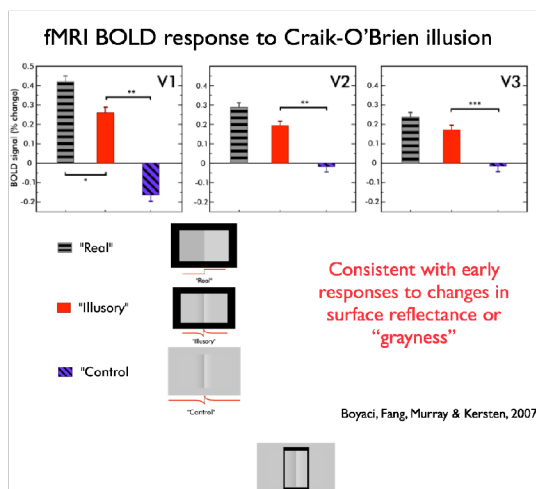 fMRI BOLD response to Craik-O'Brien illusion
BOLD signal (% change)
0.5
0.4
0.3
0.2
0.1
0
-0.1
-0.2
V1
**
*
V2
**
V3
***
"Real"
"Real"
"Illusory"
"Illusory"
"Control
"Control"
Consistent with early
responses to changes in
surface reflectance or
“grayness”
Boyaci, Fang, Murray & Kersten, 2007